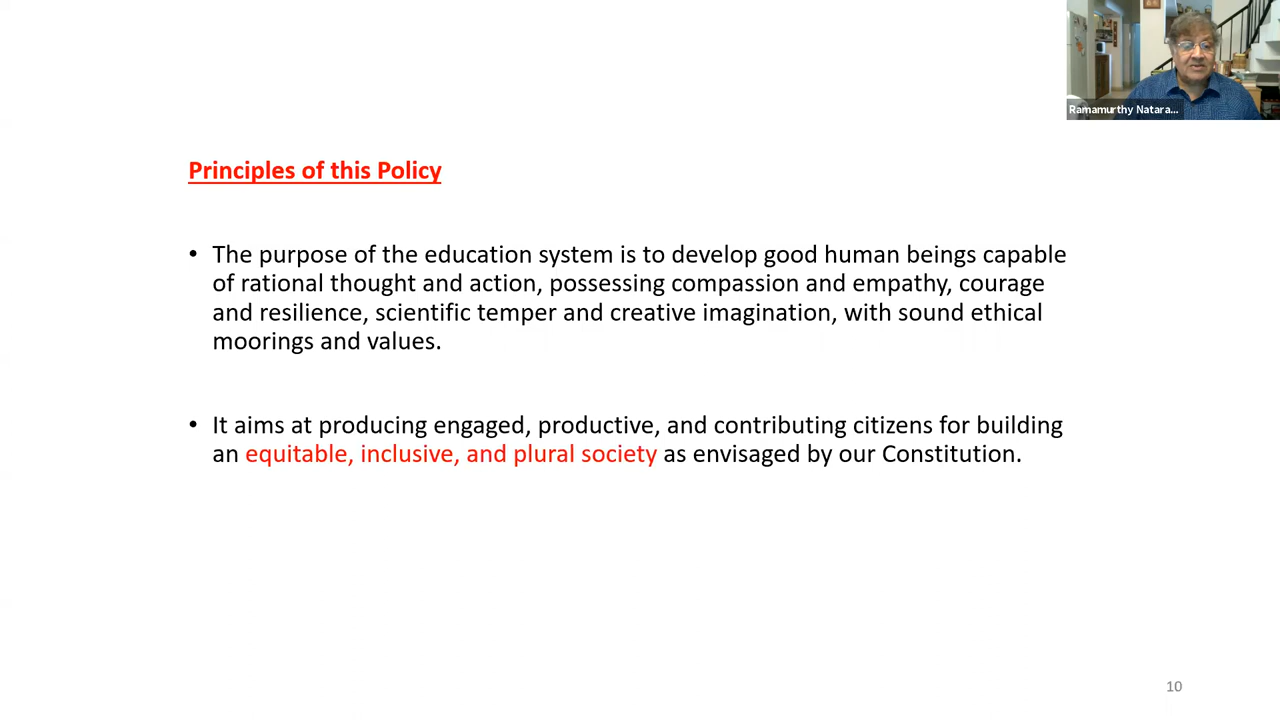 Ramamurthy Natara...
Principles of this Policy
• The purpose of the education system is to develop good human beings capable
of rational thought and action, possessing compassion and empathy, courage
and resilience, scientific temper and creative imagination, with sound ethical
moorings and values.
• It aims at producing engaged, productive, and contributing citizens for building
an equitable, inclusive, and plural society as envisaged by our Constitution.
10